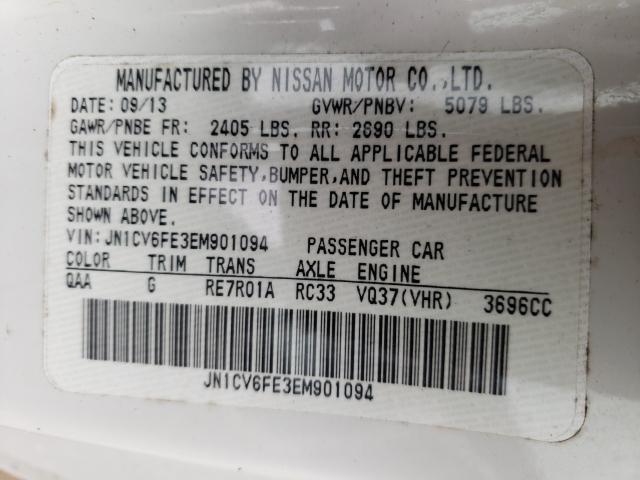 MANUFACTURED BY NISSAN MOTOR CO.,LTD.
DATE: 09/13 GVWR/PNBV: 5079 LBS.
GAWR/PNBE FR: 2405 LBS. RR: 2690 LBS.
THIS VEHICLE CONFORMS TO ALL APPLICABLE FEDERAL
MOTOR VEHICLE SAFETY,BUMPER,AND THEFT PREVENTION
STANDARDS IN EFFECT ON THE DATE OF MANUFACTURE
SHOWN ABOVE.
VIN:JN1CV6FE3EM901094 PASSENGER CAR
COLOR TRIM TRANS AXLE ENGINE
QAA G RE7R01A RC33 VQ37(VHR) 3696CC
JN1CV6FE3EM901094